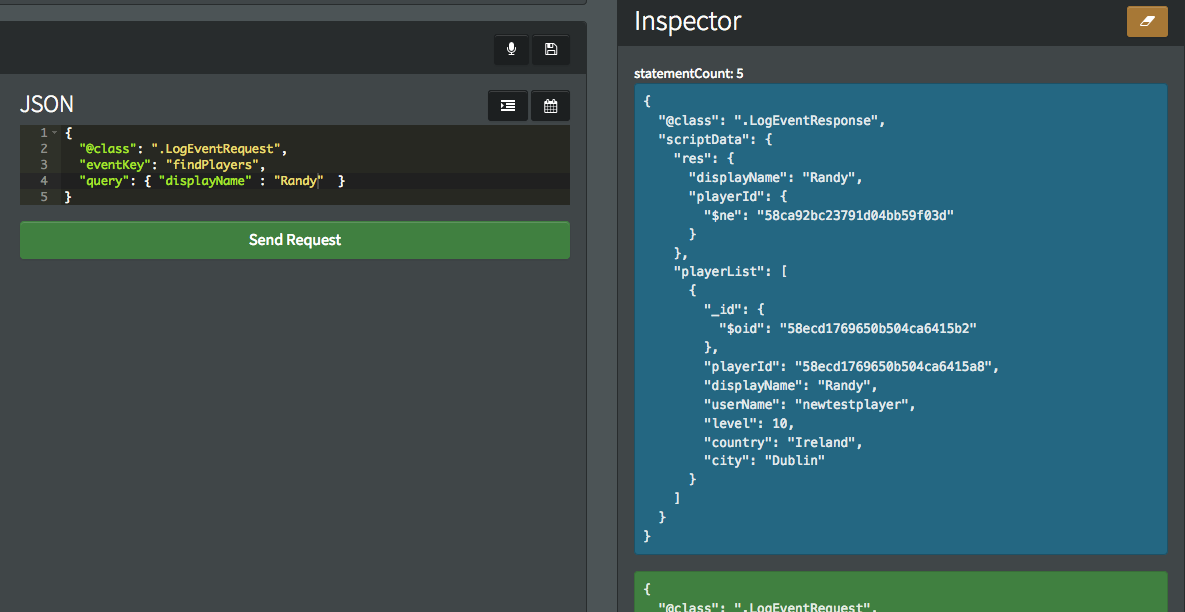 JSON
1 {
2 "@class": ".LogEventRequest",
3 "eventKey": "findPlayers",
4 "query": { "displayName" : "Randy" }
5 }
Send Request
Inspector
statementCount: 5
{
"@class": ".LogEventResponse",
"scriptData": {
"res": {
"displayName": "Randy",
"playerId": {
"$ne": "58ca92bc23791d04bb59f03d"
}
},
"playerList": [
{
"_id": {
"$oid": "58ecd1769650b504ca6415b2"
},
"playerId": "58ecd1769650b504ca6415a8",
"displayName": "Randy",
"userName": "newtestplayer",
"level": 10,
"country": "Ireland",
"city": "Dublin"
}
]
}
}
{
"@class": ".LogEventRequest",